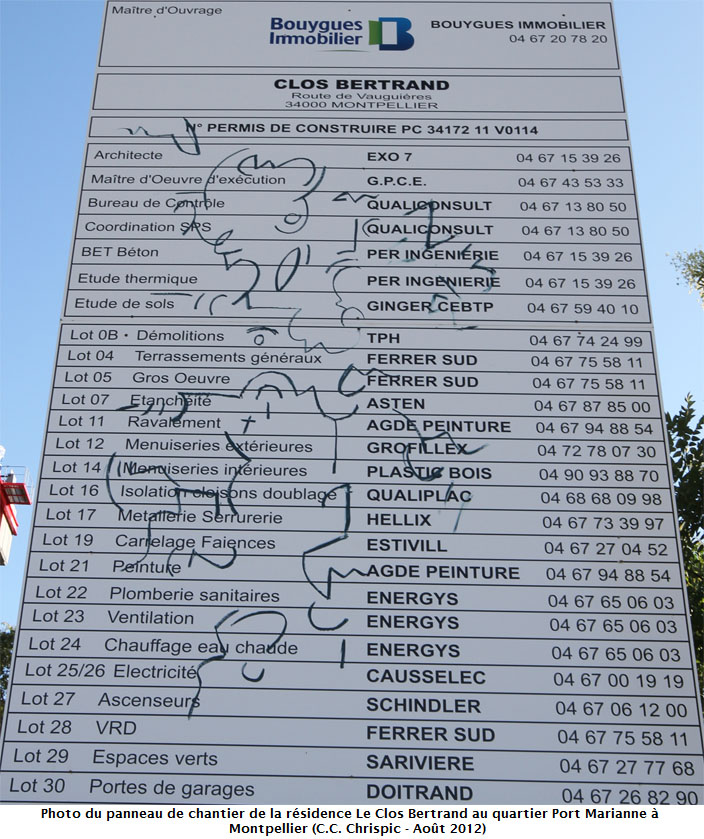 Maître d'Ouvrage
Bouygues
Immobilier
BOUYGUES IMMOBILIER
04 67 20 78 20
CLOS BERTRAND
Route de Vauguières
34000 MONTPELLIER
N° PERMIS DE CONSTRUIRE PC 34172 11 V0114
Architecte EXO 7 04 67 15 39 26
Maître d'Oeuvre d'exécution G.P.C.E. 04 67 43 53 33
Bureau de Contrôle QUALICONSULT 04 67 13 80 50
Coordination SPS QUALICONSULT 04 67 13 80 50
BET Béton PER INGENIERIE 04 67 15 39 26
Etude thermique PER INGENIERIE 04 67 15 39 26
Etude de sols GINGER CEBTP 04 67 59 40 10
Lot 0B · Démolitions TPH 04 67 74 24 99
Lot 04 Terrassements généraux FERRER SUD 04 67 75 58 11
Lot 05 Gros Oeuvre FERRER SUD 04 67 75 58 11
Lot 07 Etanchéité ASTEN 04 67 87 85 00
Lot 11 Ravalement AGDE PEINTURE 04 67 94 88 54
Lot 12 Menuiseries extérieures GROFILLEX 04 72 78 07 30
Lot 14 Menuiseries intérieures PLASTIC BOIS 04 90 93 88 70
Lot 16 Isolation cloisons doublage QUALIPLAC 04 68 68 09 98
Lot 17 Metallerie Serrurerie HELLIX 04 67 73 39 97
Lot 19 Carrelage Faiences ESTIVILL 04 67 27 04 52
Lot 21 Peinture AGDE PEINTURE 04 67 94 88 54
Lot 22 Plomberie sanitaires ENERGYS 04 67 65 06 03
Lot 23 Ventilation ENERGYS 04 67 65 06 03
Lot 24 Chauffage eau chaude ENERGYS 04 67 65 06 03
Lot 25/26 Electricité CAUSSELEC 04 67 00 19 19
Lot 27 Ascenseurs SCHINDLER 04 67 06 12 00
Lot 28 VRD FERRER SUD 04 67 75 58 11
Lot 29 Espaces verts SARIVIERE 04 67 27 77 68
Lot 30 Portes de garages DOITRAND 04 67 26 82 90
Photo du panneau de chantier de la résidence Le Clos Bertrand au quartier Port Marianne à
Montpellier (C.C. Chrispic - Août 2012)